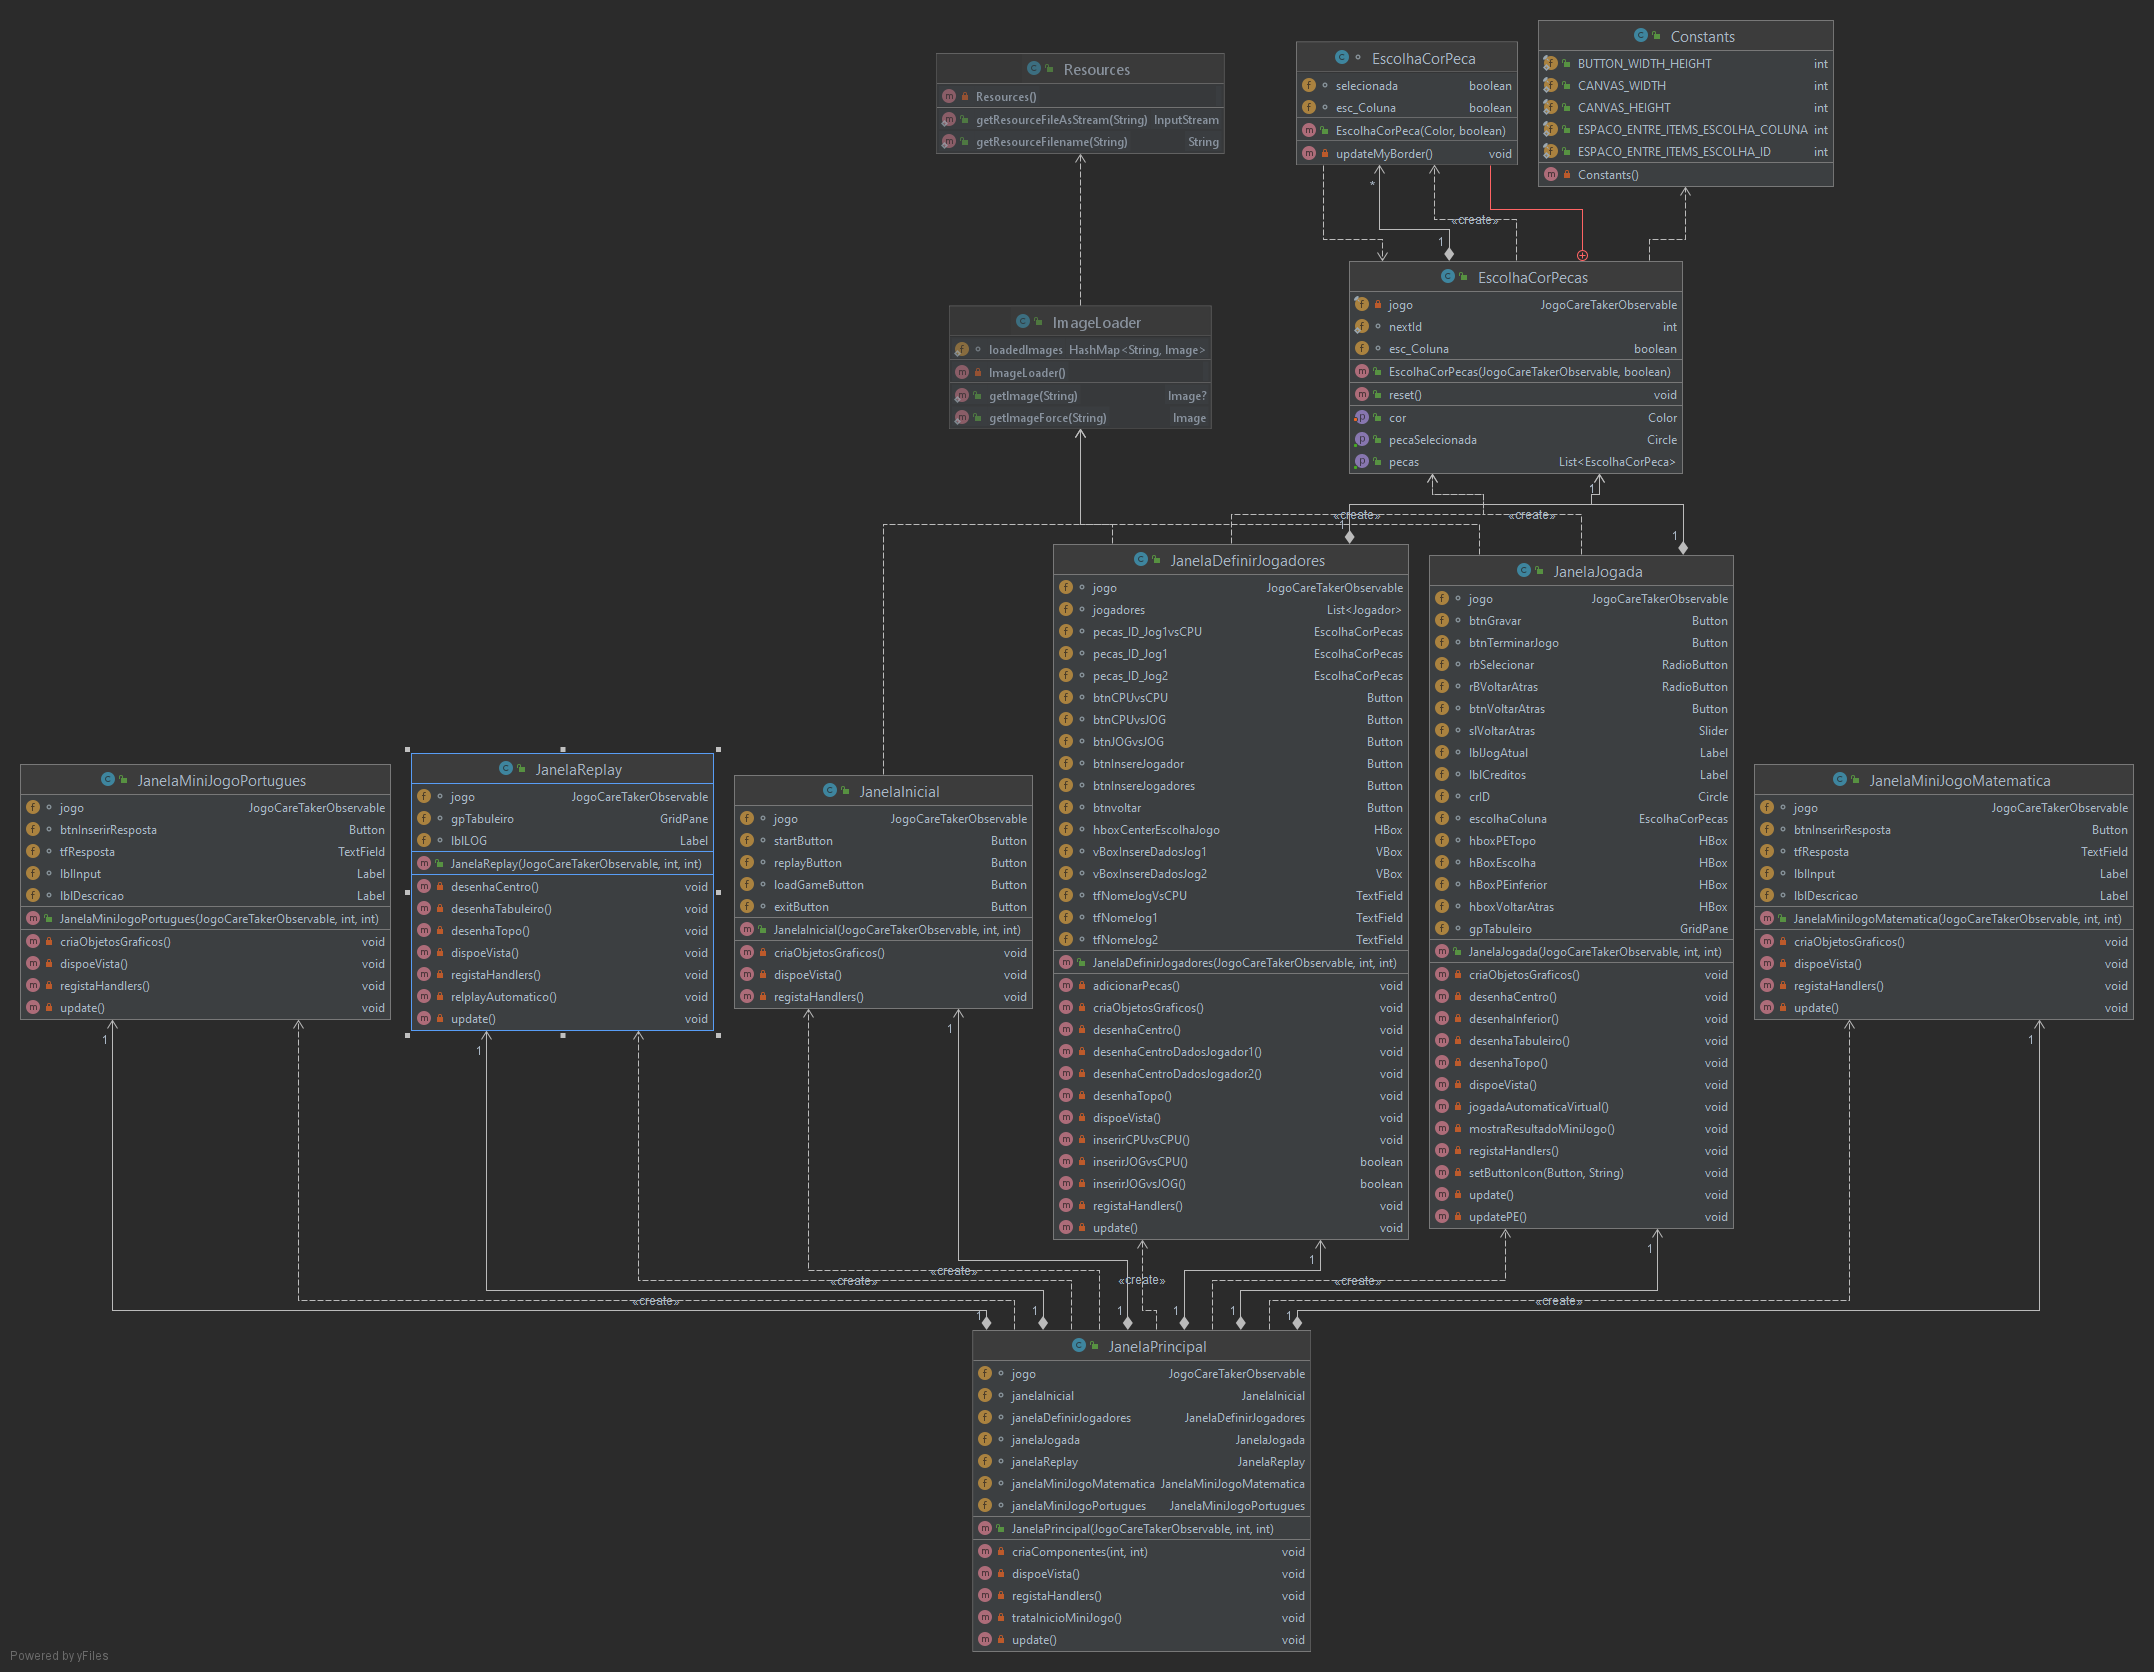 Resources
Resources()
getResourceFileAsStream(String) InputStream
getResourceFilename(String) String
EscolhaCorPeca
selecionada boolean
esc_Coluna boolean
EscolhaCorPeca(Color, boolean)
updateMyBorder() void
Constants
BUTTON_WIDTH_HEIGHT int
CANVAS_WIDTH int
CANVAS_HEIGHT int
ESPACO_ENTRE_ITEMS_ESCOLHA_COLUNA int
ESPACO_ENTRE_ITEMS_ESCOLHA_ID int
Constants()
*
«create»
1
EscolhaCorPecas
jogo JogoCareTakerObservable
nextId int
esc_Coluna boolean
EscolhaCorPecas(JogoCareTakerObservable, boolean)
reset() void
cor Color
pecaSelecionada Circle
pecas List<EscolhaCorPeca>
ImageLoader
loadedImages HashMap<String, Image>
ImageLoader()
getImage(String) Image?
getImageForce(String) Image
1
«create» «create»
1
1
JanelaDefinirJogadores
jogo JogoCareTakerObservable
jogadores List<Jogador>
pecas_ID_Jog1vsCPU EscolhaCorPecas
pecas_ID_Jog1 EscolhaCorPecas
pecas_ID_Jog2 EscolhaCorPecas
btnCPUvsCPU Button
btnCPUvsJOG Button
btnJOGvsJOG Button
btnInsereJogador Button
btnInsereJogadores Button
btnvoltar Button
hboxCenterEscolhaJogo HBox
vBoxInsereDadosJog1 VBox
vBoxInsereDadosJog2 VBox
tfNomeJogVsCPU TextField
tfNomeJog1 TextField
tfNomeJog2 TextField
JanelaDefinirJogadores(JogoCareTakerObservable, int, int)
adicionarPecas() void
criaObjetosGraficos() void
desenhaCentro() void
desenhaCentroDadosJogador1() void
desenhaCentroDadosJogador2() void
desenhaTopo() void
dispoeVista() void
inserirCPUvsCPU() void
inserirJOGvsCPU() boolean
inserirJOGvsJOG() boolean
registaHandlers() void
update() void
JanelaJogada
jogo JogoCareTakerObservable
btnGravar Button
btnTerminarJogo Button
rbSelecionar RadioButton
rBVoltarAtras RadioButton
btnVoltarAtras Button
slVoltarAtras Slider
lblJogAtual Label
lblCreditos Label
crID Circle
escolhaColuna EscolhaCorPecas
hboxPETopo HBox
hBoxEscolha HBox
hBoxPEinferior HBox
hboxVoltarAtras HBox
gpTabuleiro GridPane
JanelaJogada(JogoCareTakerObservable, int, int)
criaObjetosGraficos() void
desenhaCentro() void
desenhaInferior() void
desenhaTabuleiro() void
desenhaTopo() void
dispoeVista() void
jogadaAutomaticaVirtual() void
mostraResultadoMiniJogo() void
registaHandlers() void
setButtonIcon(Button, String) void
update() void
updatePE() void
JanelaMiniJogoPortugues
jogo JogoCareTakerObservable
btnInserirResposta Button
tfResposta TextField
lblInput Label
lblDescricao Label
JanelaMiniJogoPortugues(JogoCareTakerObservable, int, int)
criaObjetosGraficos() void
dispoeVista() void
registaHandlers() void
update() void
JanelaReplay
jogo JogoCareTakerObservable
gpTabuleiro GridPane
lblLOG Label
JanelaReplay(JogoCareTakerObservable, int, int)
desenhaCentro() void
desenhaTabuleiro() void
desenhaTopo() void
dispoeVista() void
registaHandlers() void
relplayAutomatico() void
update() void
JanelaInicial
jogo JogoCareTakerObservable
startButton Button
replayButton Button
loadGameButton Button
exitButton Button
JanelaInicial(JogoCareTakerObservable, int, int)
criaObjetosGraficos() void
dispoeVista() void
registaHandlers() void
JanelaMiniJogoMatematica
jogo JogoCareTakerObservable
btnInserirResposta Button
tfResposta TextField
lblInput Label
lblDescricao Label
JanelaMiniJogoMatematica(JogoCareTakerObservable, int, int)
criaObjetosGraficos() void
dispoeVista() void
registaHandlers() void
update() void
1 1 1 1 1 1
«create» «create» «create» «create»
«create» «create»
1 1 1 1 1 1
JanelaPrincipal
jogo JogoCareTakerObservable
janelaInicial JanelaInicial
janelaDefinirJogadores JanelaDefinirJogadores
janelaJogada JanelaJogada
janelaReplay JanelaReplay
janelaMiniJogoMatematica JanelaMiniJogoMatematica
janelaMiniJogoPortugues JanelaMiniJogoPortugues
JanelaPrincipal(JogoCareTakerObservable, int, int)
criaComponentes(int, int) void
dispoeVista() void
registaHandlers() void
trataInicioMiniJogo() void
update() void
Powered by yFiles